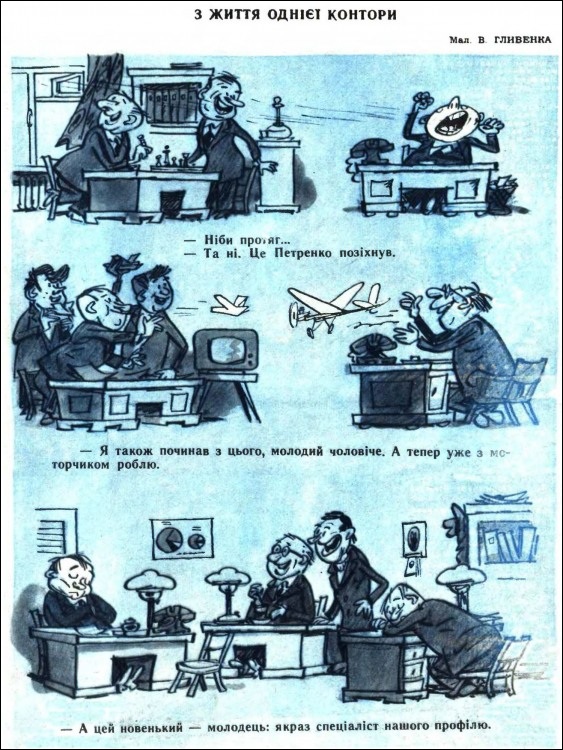 З ЖИТТЯ ОДНІЄЇ КОНТОРИ
Мал. В. ГЛИВЕНКА
— Ніби протяг...
— Та ні. Це Петренко позіхнув.
— Я також починав з цього, молодий чоловіче. А тепер уже з мо-
торчиком роблю.
— А цей новенький — молодець: якраз спеціаліст нашого профілю.